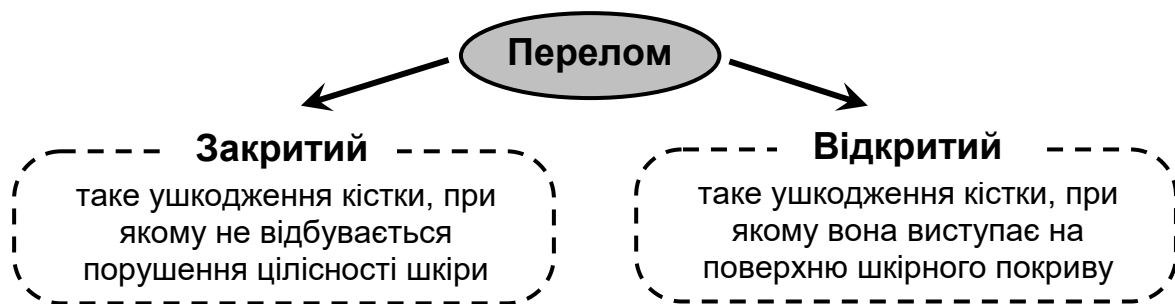 Перелом
Закритий
таке ушкодження кістки, при
якому не відбувається
порушення цілісності шкіри
Відкритий
таке ушкодження кістки, при
якому вона виступає на
поверхню шкірного покриву